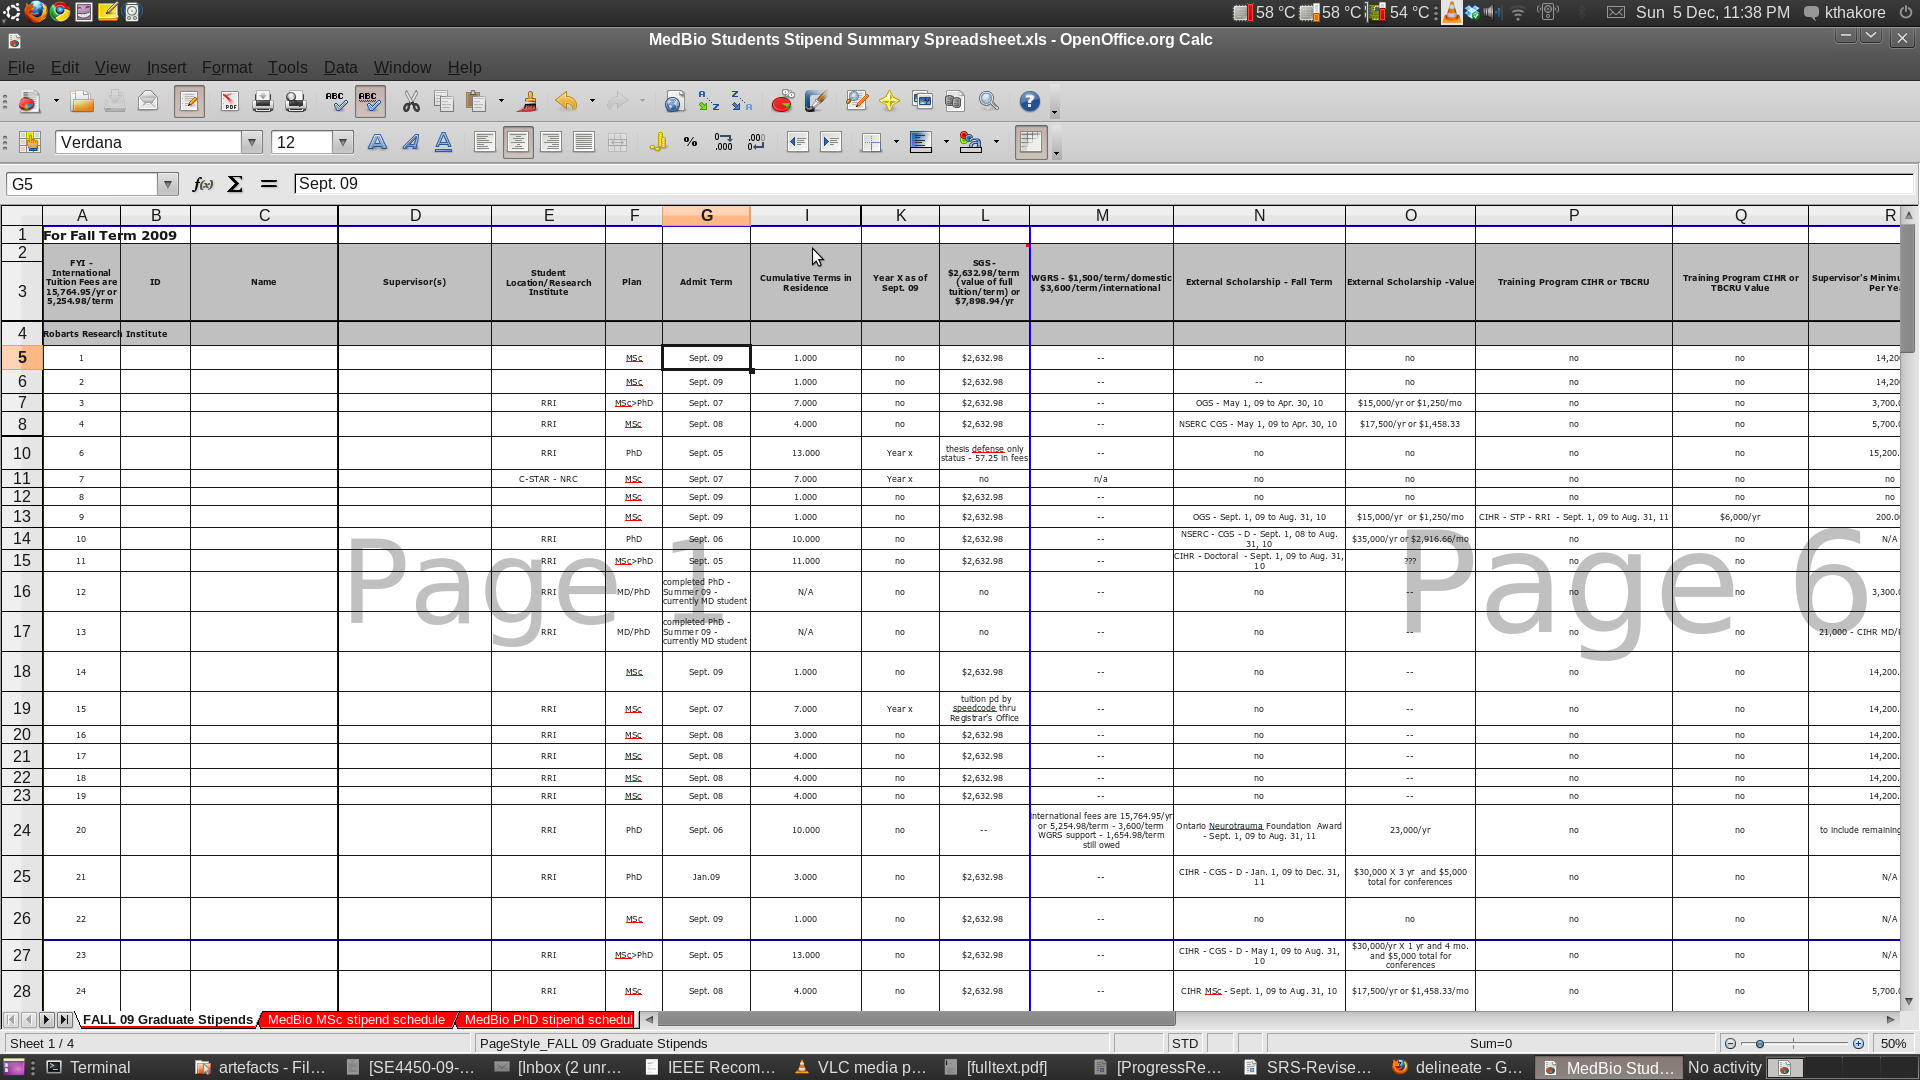 58 °C 58 °C 54 °C Sun 5 Dec, 11:38 PM kthakore
MedBio Students Stipend Summary Spreadsheet.xls - OpenOffice.org Calc
File Edit View Insert Format Tools Data Window Help
Verdana 12
G5 Sept. 09
A B C D E F G I K L M N O P Q R
1 For Fall Term 2009
2
3 FYI - International Tuition Fees are 15,764.95/yr or 5,254.98/term ID Name Supervisor(s) Student Location/Research Institute Plan Admit Term Cumulative Terms in Residence Year X as of Sept. 09 SGS - $2,632.98/term (value of full tuition/term) or $7,898.94/yr WGRS - $1,500/term/domestic $3,600/term/international External Scholarship - Fall Term External Scholarship -Value Training Program CIHR or TBCRU Training Program CIHR or TBCRU Value Supervisor's Minimu Per Yea
4 Robarts Research Institute
5 1 MSc Sept. 09 1.000 no $2,632.98 -- no no no no 14,20
6 2 MSc Sept. 09 1.000 no $2,632.98 -- -- no no no 14,20
7 3 RRI MSc>PhD Sept. 07 7.000 no $2,632.98 -- OGS - May 1, 09 to Apr. 30, 10 $15,000/yr or $1,250/mo no no 3,700.
8 4 RRI MSc Sept. 08 4.000 no $2,632.98 -- NSERC CGS - May 1, 09 to Apr. 30, 10 $17,500/yr or $1,458.33 no no 5,700.
10 6 RRI PhD Sept. 05 13.000 Year x thesis defense only status - 57.25 in fees -- no no no no 15,200.
11 7 C-STAR - NRC MSc Sept. 07 7.000 Year x no n/a no no no no no
12 8 MSc Sept. 09 1.000 no $2,632.98 -- no no no no no
13 9 MSc Sept. 09 1.000 no $2,632.98 -- OGS - Sept. 1, 09 to Aug. 31, 10 $15,000/yr or $1,250/mo CIHR - STP - RRI - Sept. 1, 09 to Aug. 31, 11 $6,000/yr 200.0
14 10 RRI PhD Sept. 06 10.000 no $2,632.98 -- NSERC - CGS - D - Sept. 1, 08 to Aug. 31, 10 $35,000/yr or $2,916.66/mo no no N/A
15 11 RRI MSc>PhD Sept. 05 11.000 no $2,632.98 -- CIHR - Doctoral - Sept. 1, 09 to Aug. 31, 10 ??? no no
16 12 RRI MD/PhD completed PhD - Summer 09 - currently MD student N/A no no -- no -- no no 3,300.
17 13 RRI MD/PhD completed PhD - Summer 09 - currently MD student N/A no no -- no -- no no 21,000 - CIHR MD/
18 14 MSc Sept. 09 1.000 no $2,632.98 -- no -- no no 14,200.
19 15 RRI MSc Sept. 07 7.000 Year x tuition pd by speedcode thru Registrar's Office -- no -- no no 14,200.
20 16 RRI MSc Sept. 08 3.000 no $2,632.98 -- no -- no no 14,200.
21 17 RRI MSc Sept. 08 4.000 no $2,632.98 -- no -- no no 14,200.
22 18 RRI MSc Sept. 08 4.000 no $2,632.98 -- no -- no no 14,200.
23 19 RRI MSc Sept. 08 4.000 no $2,632.98 -- no -- no no 14,200.
24 20 RRI PhD Sept. 06 10.000 no -- international fees are 15,764.95/yr or 5,254.98/term - 3,600/term WGRS support - 1,654.98/term still owed Ontario Neurotrauma Foundation Award - Sept. 1, 09 to Aug. 31, 11 23,000/yr no no to include remaining
25 21 RRI PhD Jan.09 3.000 no $2,632.98 -- CIHR - CGS - D - Jan. 1, 09 to Dec. 31, 11 $30,000 X 3 yr and $5,000 total for conferences no no N/A
26 22 MSc Sept. 09 1.000 no $2,632.98 -- no no no no N/A
27 23 RRI MSc>PhD Sept. 05 13.000 no $2,632.98 -- CIHR - CGS - D - May 1, 09 to Aug. 31, 10 $30,000/yr X 1 yr and 4 mo. and $5,000 total for conferences no no N/A
28 24 RRI MSc Sept. 08 4.000 no $2,632.98 -- CIHR MSc - Sept. 1, 09 to Aug. 31, 10 $17,500/yr or $1,458.33/mo no no 5,700.
Page 1 Page 6
FALL 09 Graduate Stipends MedBio MSc stipend schedule MedBio PhD stipend schedul
Sheet 1 / 4 PageStyle_FALL 09 Graduate Stipends STD Sum=0 50%
Terminal artefacts - Fil... [SE4450-09-... [Inbox (2 unr... IEEE Recom... VLC media p... [fulltext.pdf] [ProgressRe... SRS-Revise... delineate - G... MedBio Stud... No activity